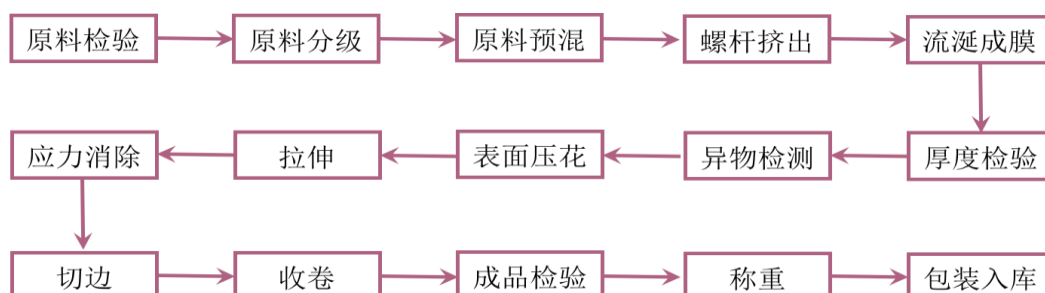 原料检验
原料分级
原料预混
螺杆挤出
流涎成膜
厚度检验
异物检测
表面压花
拉伸
应力消除
切边
收卷
成品检验
称重
包装入库